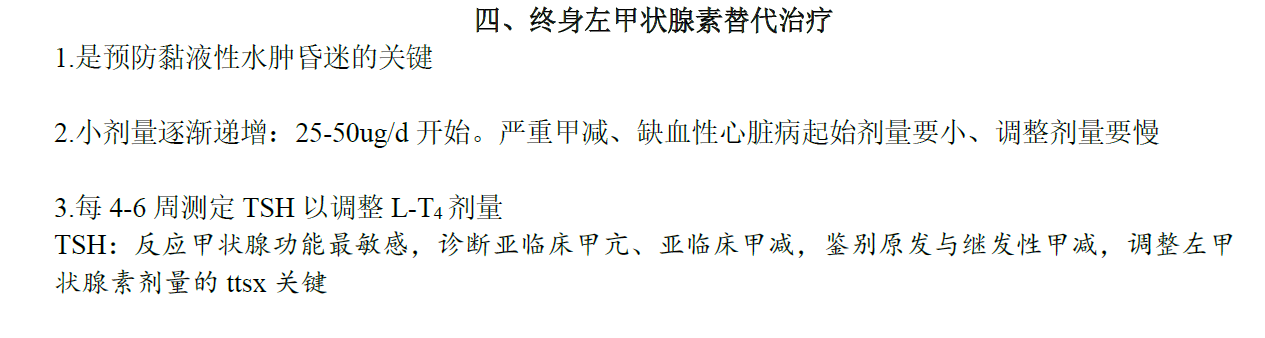 四、终身左甲状腺素替代治疗
1.是预防黏液性水肿昏迷的关键
2.小剂量逐渐递增：25-50ug/d 开始。严重甲减、缺血性心脏病起始剂量要小、调整剂量要慢
3.每 4-6 周测定 TSH 以调整 L-T₄ 剂量
TSH：反应甲状腺功能最敏感，诊断亚临床甲亢、亚临床甲减，鉴别原发与继发性甲减，调整左甲
状腺素剂量的 ttsx 关键